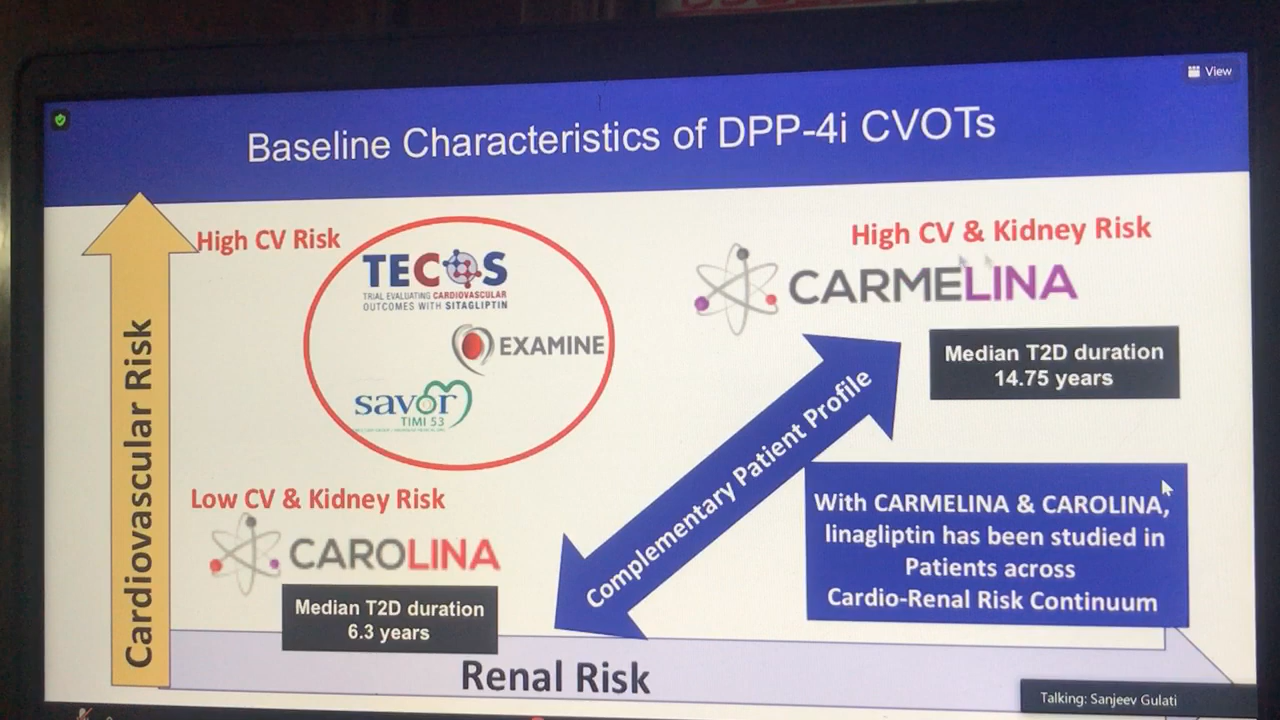 View
Baseline Characteristics of DPP-4i CVOTs
High CV Risk
TECOS
TRIAL EVALUATING CARDIOVASCULAR
OUTCOMES WITH SITAGLIPTIN
EXAMINE
savor
TIMI 53
High CV & Kidney Risk
CARMELINA
Median T2D duration
14.75 years
Cardiovascular Risk
Complementary Patient Profile
Low CV & Kidney Risk
CAROLINA
Median T2D duration
6.3 years
With CARMELINA & CAROLINA,
linagliptin has been studied in
Patients across
Cardio-Renal Risk Continuum
Renal Risk
Talking: Sanjeev Gulati